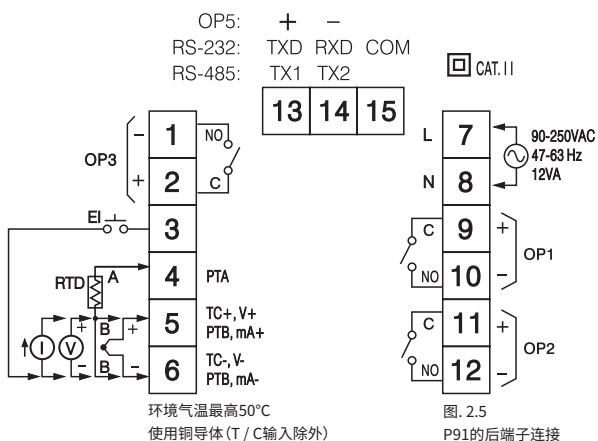 OP5: + −
RS-232: TXD RXD COM
RS-485: TX1 TX2
13 14 15
CAT. II
OP3 − 1 NO
+ 2 C
EI 3
RTD A 4 PTA
I V + B + 5 TC+, V+
PTB, mA+
− B − 6 TC-, V-
PTB, mA-
L 7 90-250VAC
47-63 Hz
N 8 12VA
C 9 + OP1
NO 10 −
C 11 + OP2
NO 12 −
环境气温最高50°C
使用铜导体（T / C输入除外）
图. 2.5
P91的后端子连接